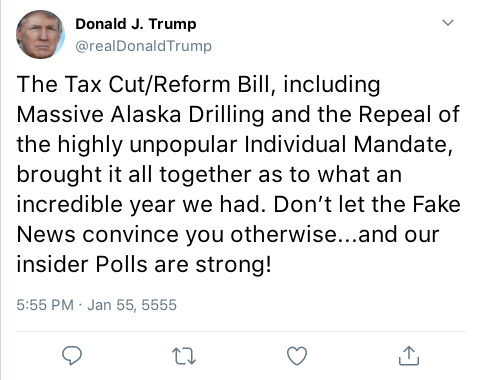 Donald J. Trump
@realDonaldTrump
The Tax Cut/Reform Bill, including
Massive Alaska Drilling and the Repeal of
the highly unpopular Individual Mandate,
brought it all together as to what an
incredible year we had. Don’t let the Fake
News convince you otherwise...and our
insider Polls are strong!
5:55 PM · Jan 55, 5555